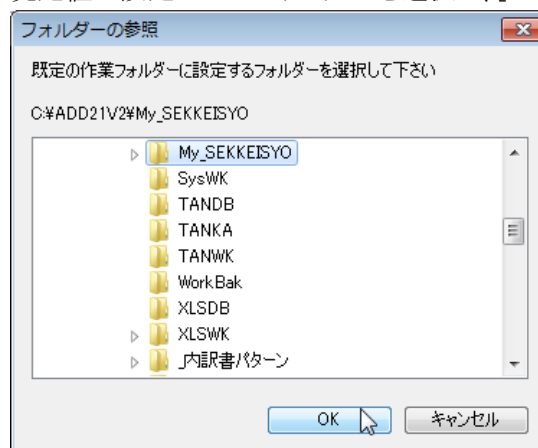 フォルダーの参照
既定の作業フォルダーに設定するフォルダーを選択して下さい
C:¥ADD21V2¥My_SEKKEISYO
My_SEKKEISYO
SysWK
TANDB
TANKA
TANWK
WorkBak
XLSDB
XLSWK
_内訳書パターン
OK
キャンセル